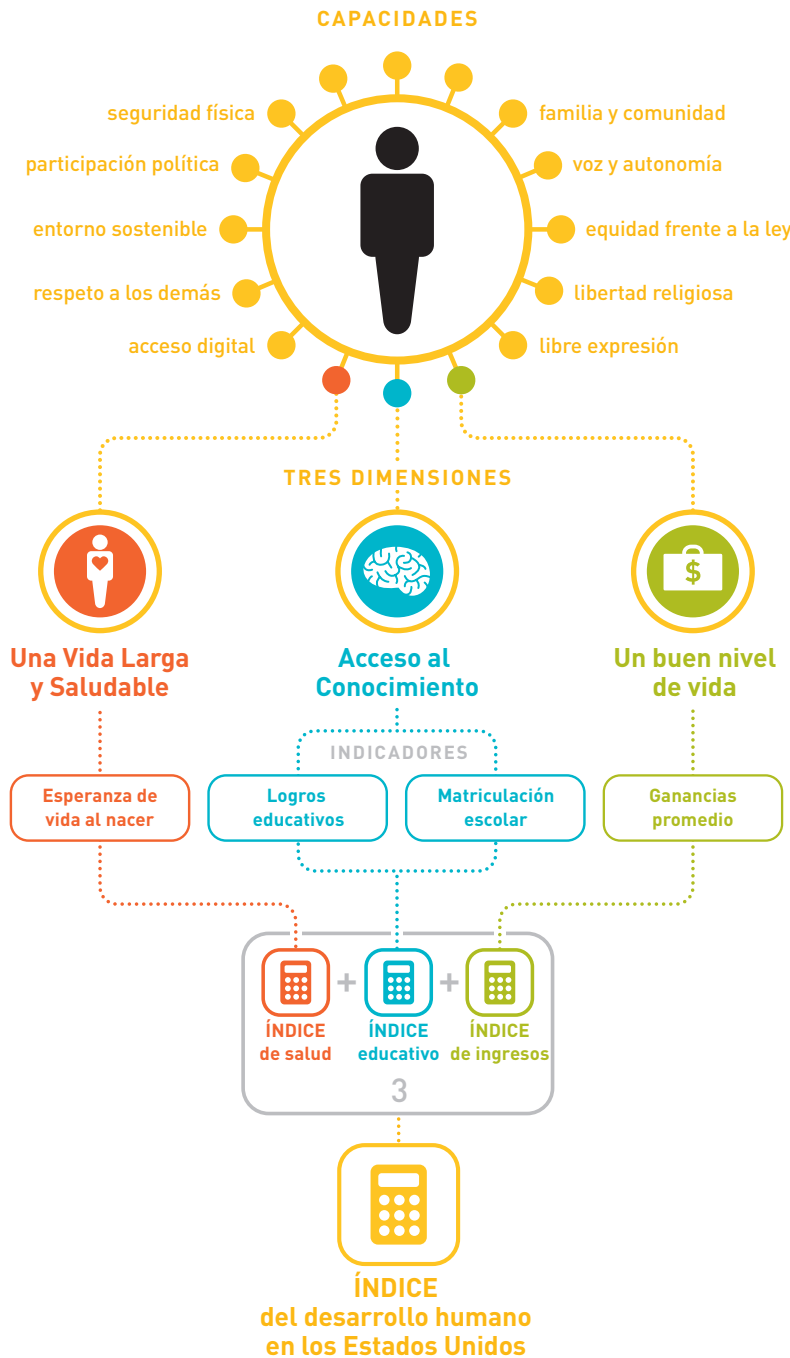 CAPACIDADES
seguridad física
familia y comunidad
participación política
voz y autonomía
entorno sostenible
equidad frente a la ley
respeto a los demás
libertad religiosa
acceso digital
libre expresión
TRES DIMENSIONES
$
Una Vida Larga
y Saludable
Acceso al
Conocimiento
Un buen nivel
de vida
INDICADORES
Esperanza de
vida al nacer
Logros
educativos
Matriculación
escolar
Ganancias
promedio
+ +
ÍNDICE
de salud
ÍNDICE
educativo
ÍNDICE
de ingresos
3
ÍNDICE
del desarrollo humano
en los Estados Unidos